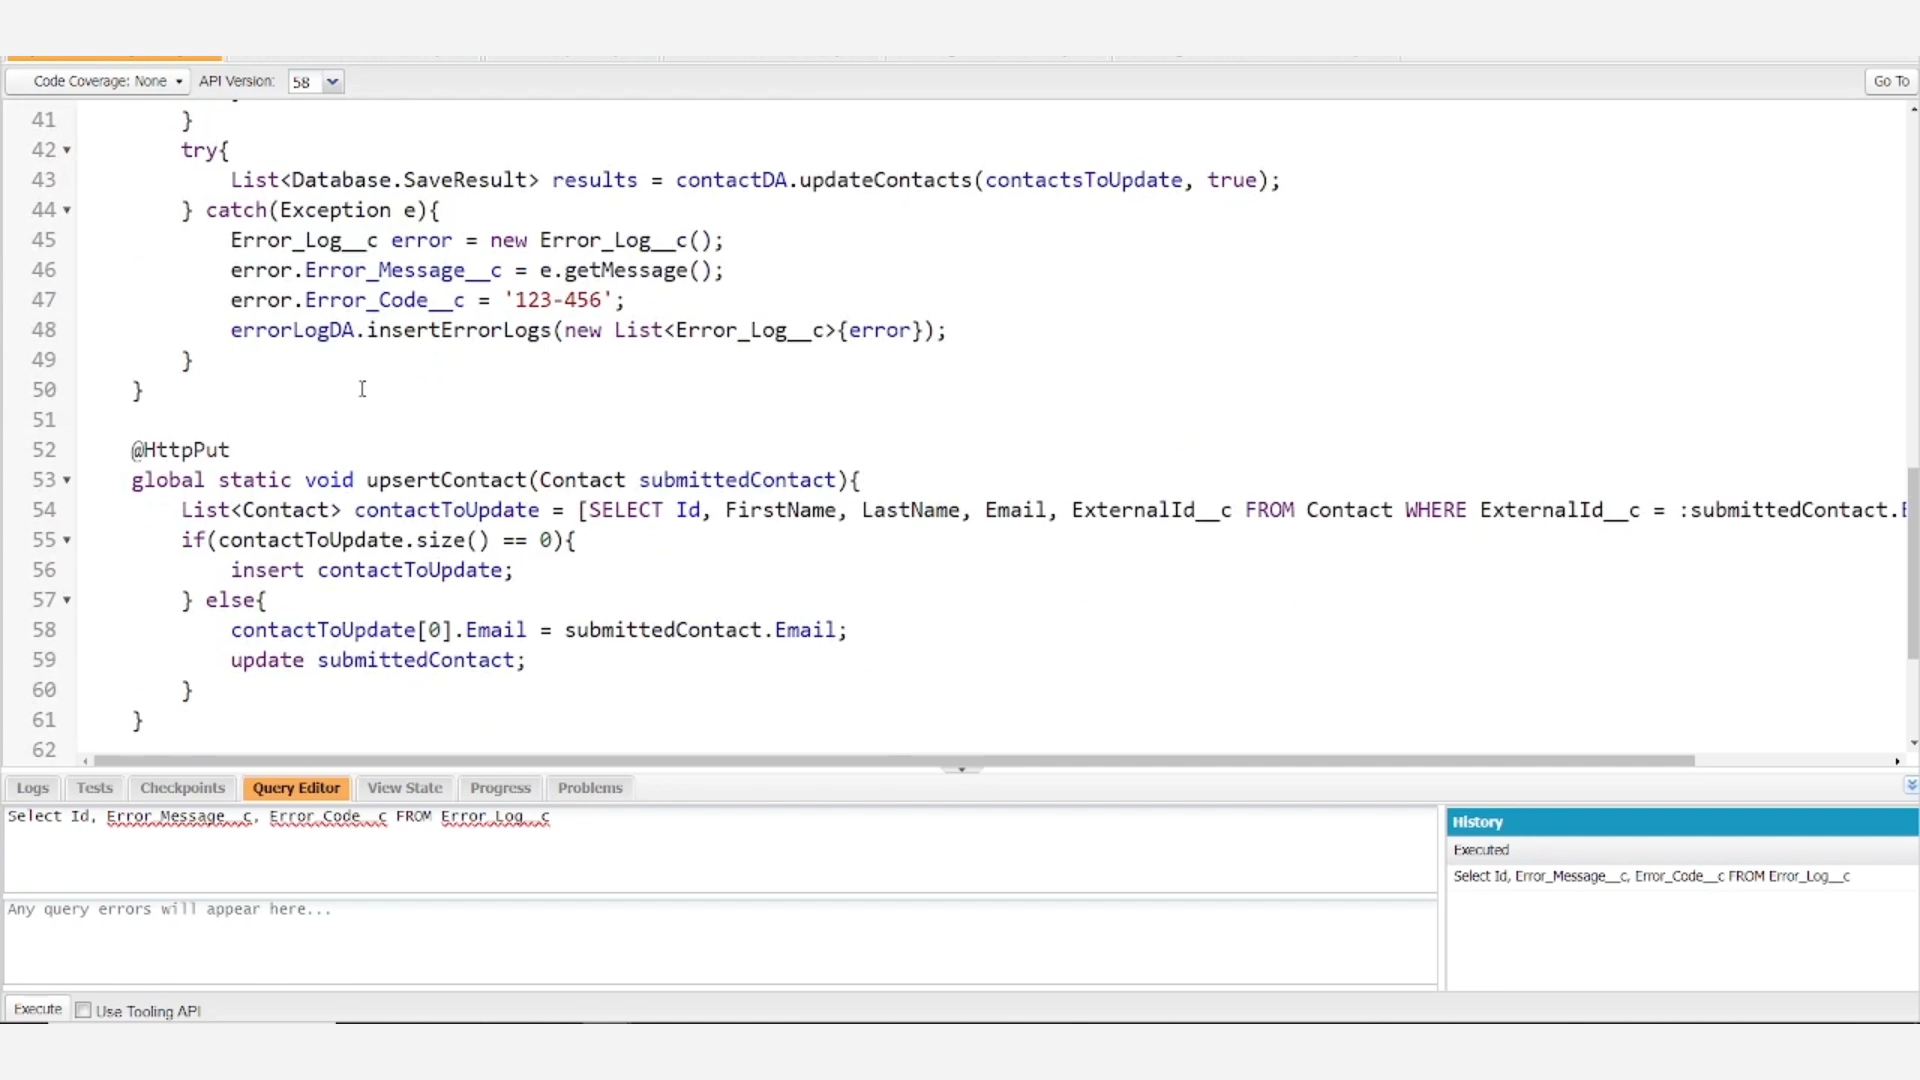 Code Coverage: None API Version: 58 Go To
41 }
42 try{
43 List<Database.SaveResult> results = contactDA.updateContacts(contactsToUpdate, true);
44 } catch(Exception e){
45 Error_Log__c error = new Error_Log__c();
46 error.Error_Message__c = e.getMessage();
47 error.Error_Code__c = '123-456';
48 errorLogDA.insertErrorLogs(new List<Error_Log__c>{error});
49 }
50 }
51
52 @HttpPut
53 global static void upsertContact(Contact submittedContact){
54 List<Contact> contactToUpdate = [SELECT Id, FirstName, LastName, Email, ExternalId__c FROM Contact WHERE ExternalId__c = :submittedContact.
55 if(contactToUpdate.size() == 0){
56 insert contactToUpdate;
57 } else{
58 contactToUpdate[0].Email = submittedContact.Email;
59 update submittedContact;
60 }
61 }
62
Logs Tests Checkpoints Query Editor View State Progress Problems
Select Id, Error_Message__c, Error_Code__c FROM Error_Log__c
Any query errors will appear here...
History
Executed
Select Id, Error_Message__c, Error_Code__c FROM Error_Log__c
Execute Use Tooling API